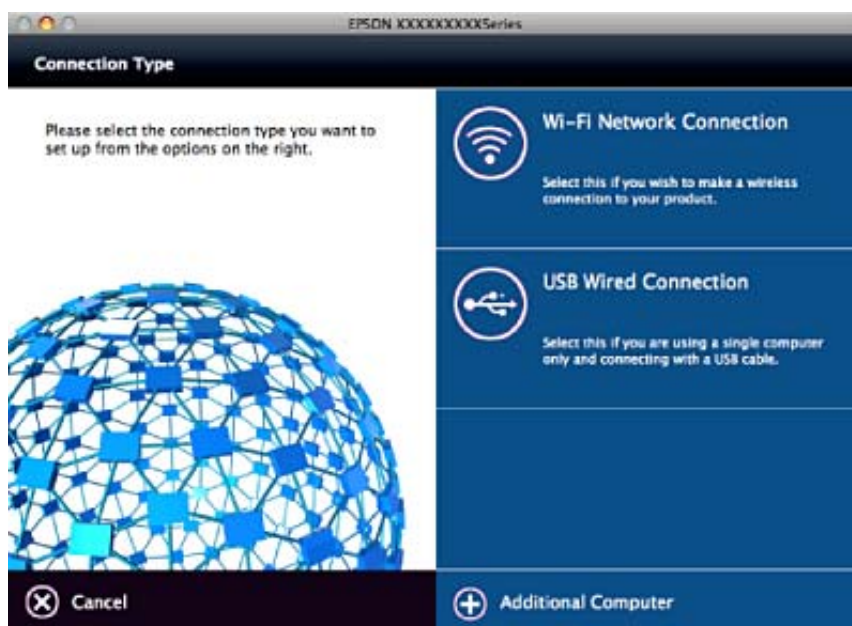 EPSON XXXXXXXXXSeries
Connection Type
Please select the connection type you want to
set up from the options on the right.
Wi-Fi Network Connection
Select this if you wish to make a wireless
connection to your product.
USB Wired Connection
Select this if you are using a single computer
only and connecting with a USB cable.
Cancel
Additional Computer